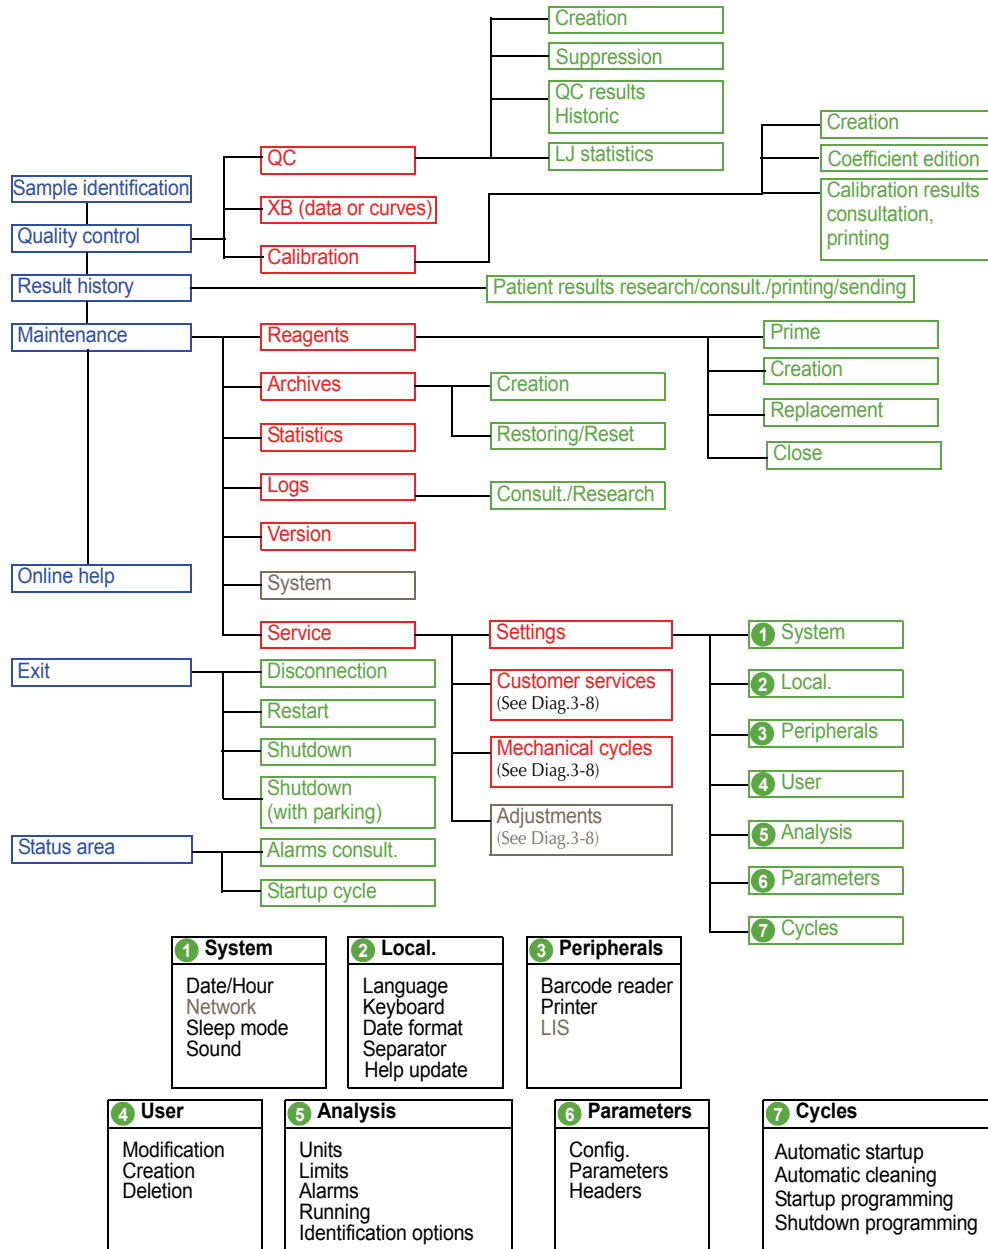 Creation
Suppression
QC results
Historic
LJ statistics
Creation
Coefficient edition
Calibration results
consultation,
printing
QC
XB (data or curves)
Calibration
Sample identification
Quality control
Result history
Patient results research/consult./printing/sending
Maintenance
Reagents
Prime
Creation
Replacement
Close
Archives
Creation
Restoring/Reset
Statistics
Logs
Consult./Research
Version
System
Online help
Service
Settings
Customer services
(See Diag.3-8)
Mechanical cycles
(See Diag.3-8)
Adjustments
(See Diag.3-8)
1 System
2 Local.
3 Peripherals
4 User
5 Analysis
6 Parameters
7 Cycles
Exit
Disconnection
Restart
Shutdown
Shutdown
(with parking)
Status area
Alarms consult.
Startup cycle
1 System
Date/Hour
Network
Sleep mode
Sound
2 Local.
Language
Keyboard
Date format
Separator
Help update
3 Peripherals
Barcode reader
Printer
LIS
4 User
Modification
Creation
Deletion
5 Analysis
Units
Limits
Alarms
Running
Identification options
6 Parameters
Config.
Parameters
Headers
7 Cycles
Automatic startup
Automatic cleaning
Startup programming
Shutdown programming